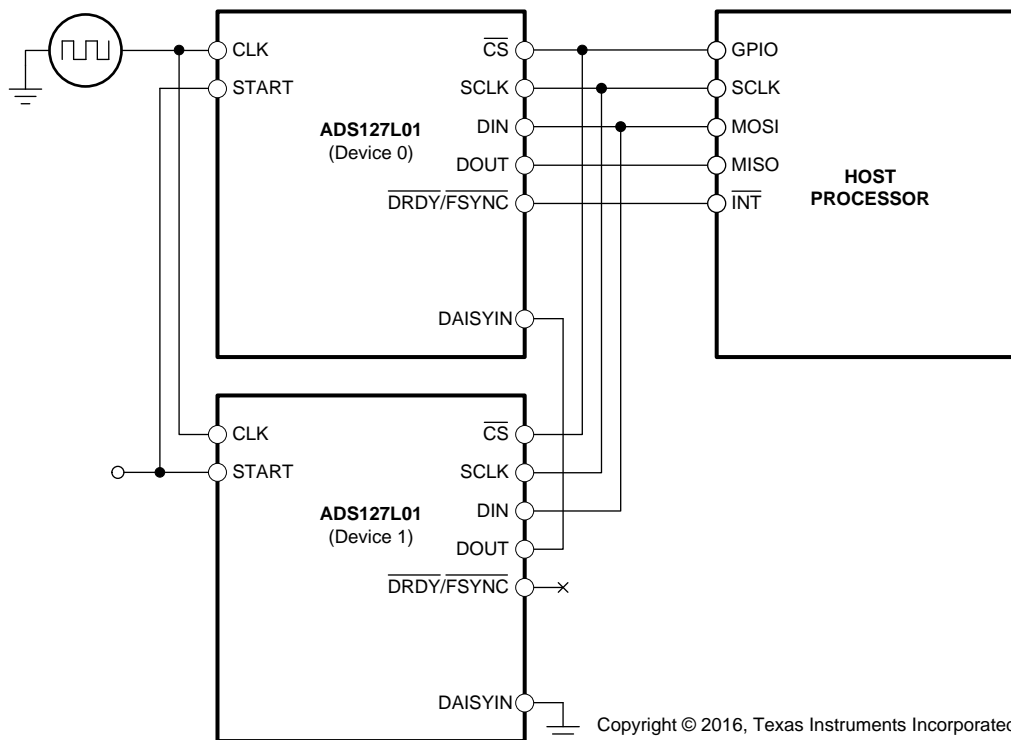 CLK
START
ADS127L01
(Device 0)
CS
SCLK
DIN
DOUT
DRDY/FSYNC
DAISYIN
GPIO
SCLK
MOSI
MISO
INT
HOST
PROCESSOR
CLK
START
ADS127L01
(Device 1)
CS
SCLK
DIN
DOUT
DRDY/FSYNC
DAISYIN
Copyright © 2016, Texas Instruments Incorporated